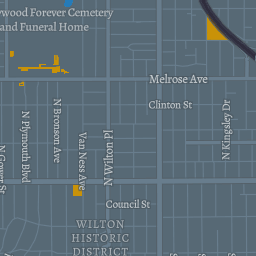 ywood Forever Cemetery
and Funeral Home
Melrose Ave
Clinton St
N Kingsley Dr
N Plymouth Blvd
N Bronson Ave
Van Ness Ave
N Wilton Pl
N Gower St
Council St
WILTON
HISTORIC
DISTRICT